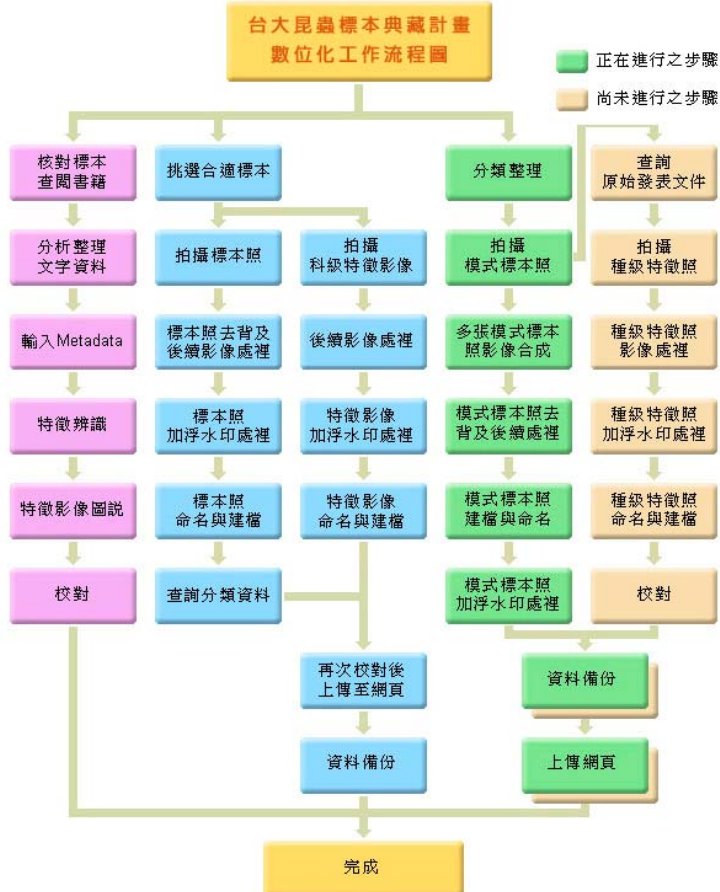 台大昆蟲標本典藏計畫
數位化工作流程圖
正在進行之步驟
尚未進行之步驟
核對標本
查閱書籍
分析整理
文字資料
輸入Metadata
特徵辨識
特徵影像圖説
校對
挑選合適標本
拍攝標本照
標本照去背及
後續影像處裡
標本照
加浮水印處裡
標本照
命名與建檔
查詢分類資料
拍攝
科級特徵影像
後續影像處裡
特徵影像
加浮水印處裡
特徵影像
命名與建檔
再次校對後
上傳至網頁
資料備份
分類整理
拍攝
模式標本照
多張模式標本
照影像合成
模式標本照去
背及後續處裡
模式標本照
建檔與命名
模式標本照
加浮水印處裡
查詢
原始發表文件
拍攝
種級特徵照
種級特徵照
影像處裡
種級特徵照
加浮水印處裡
種級特徵照
命名與建檔
校對
資料備份
上傳網頁
完成